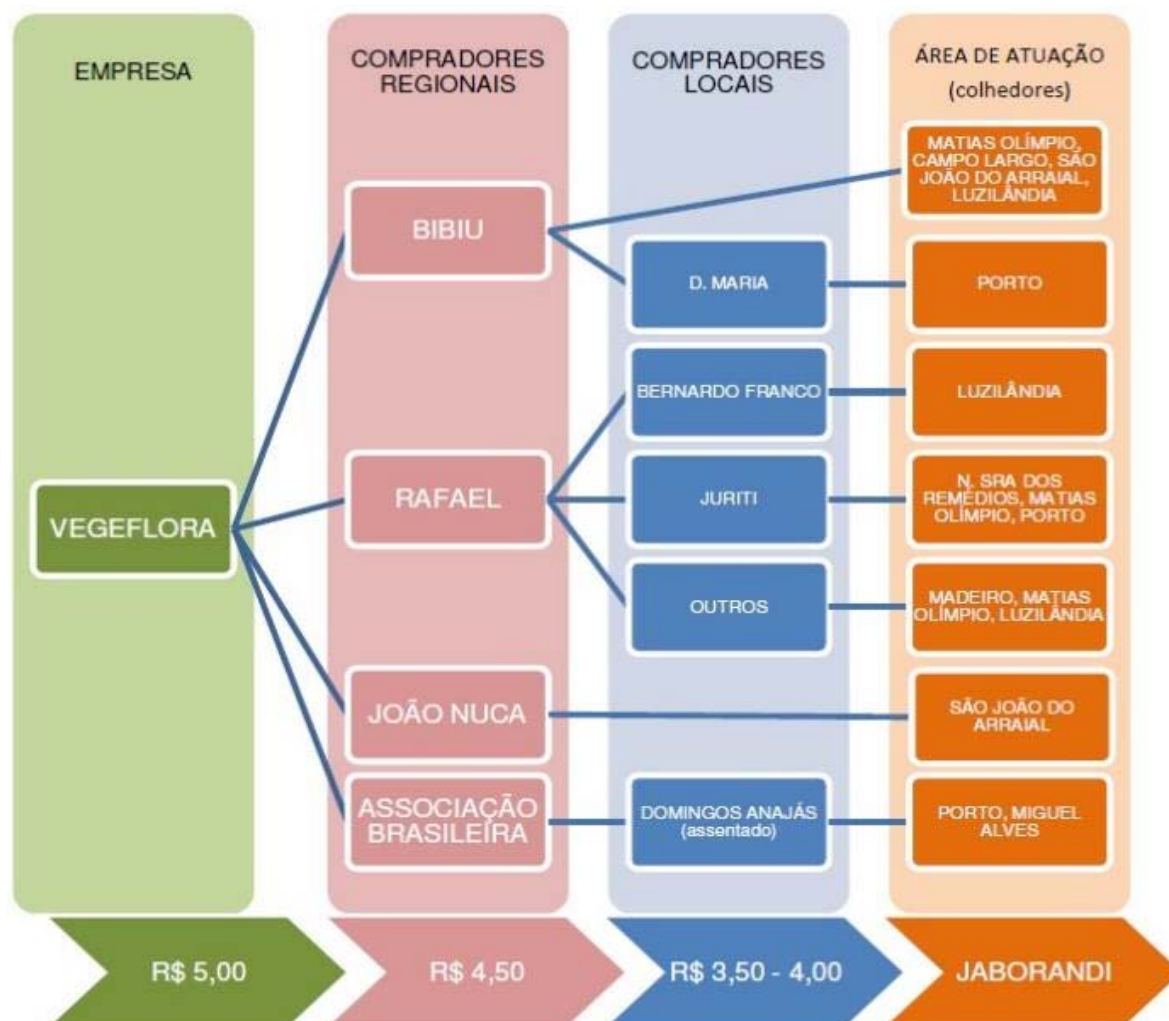 EMPRESA
COMPRADORES
REGIONAIS
COMPRADORES
LOCAIS
ÁREA DE ATUAÇÃO
(colhedores)
VEGEFLORA
BIBIU
RAFAEL
JOÃO NUCA
ASSOCIAÇÃO
BRASILEIRA
D. MARIA
BERNARDO FRANCO
JURITI
OUTROS
DOMINGOS ANAJÁS
(assentado)
MATIAS OLÍMPIO,
CAMPO LARGO, SÃO
JOÃO DO ARRAIAL,
LUZILÂNDIA
PORTO
LUZILÂNDIA
N. SRA DOS
REMÉDIOS, MATIAS
OLÍMPIO, PORTO
MADEIRO, MATIAS
OLÍMPIO, LUZILÂNDIA
SÃO JOÃO DO
ARRAIAL
PORTO, MIGUEL
ALVES
R$ 5,00
R$ 4,50
R$ 3,50 - 4,00
JABORANDI